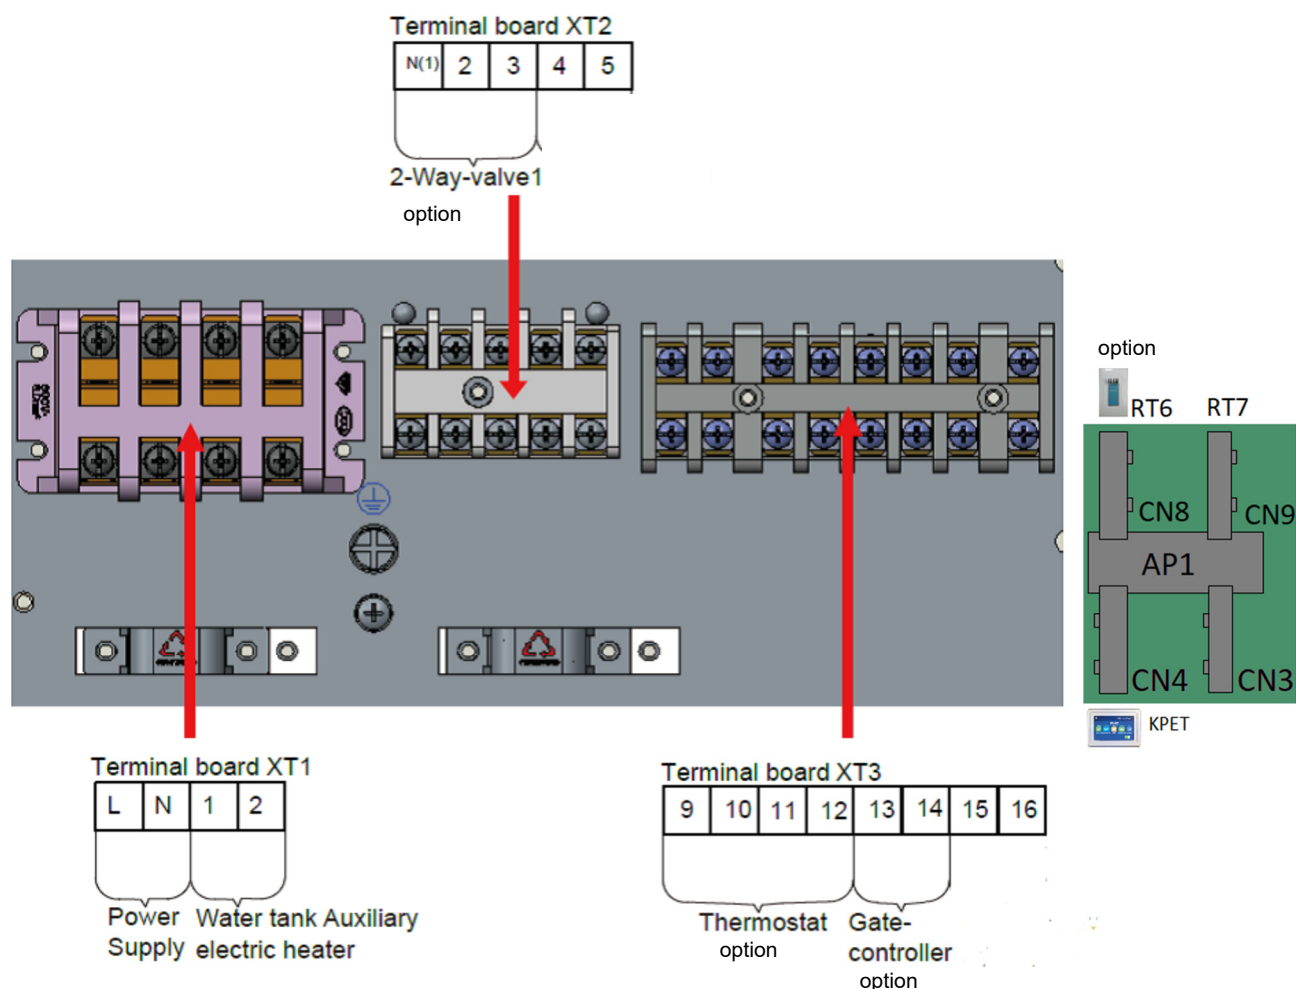 Terminal board XT2
N(1) 2 3 4 5
2-Way-valve1
option
option
RT6 RT7
CN8 CN9
AP1
CN4 CN3
KPET
Terminal board XT1
L N 1 2
Power Supply
Water tank Auxiliary
electric heater
Terminal board XT3
9 10 11 12 13 14 15 16
Thermostat
option
Gate-
controller
option